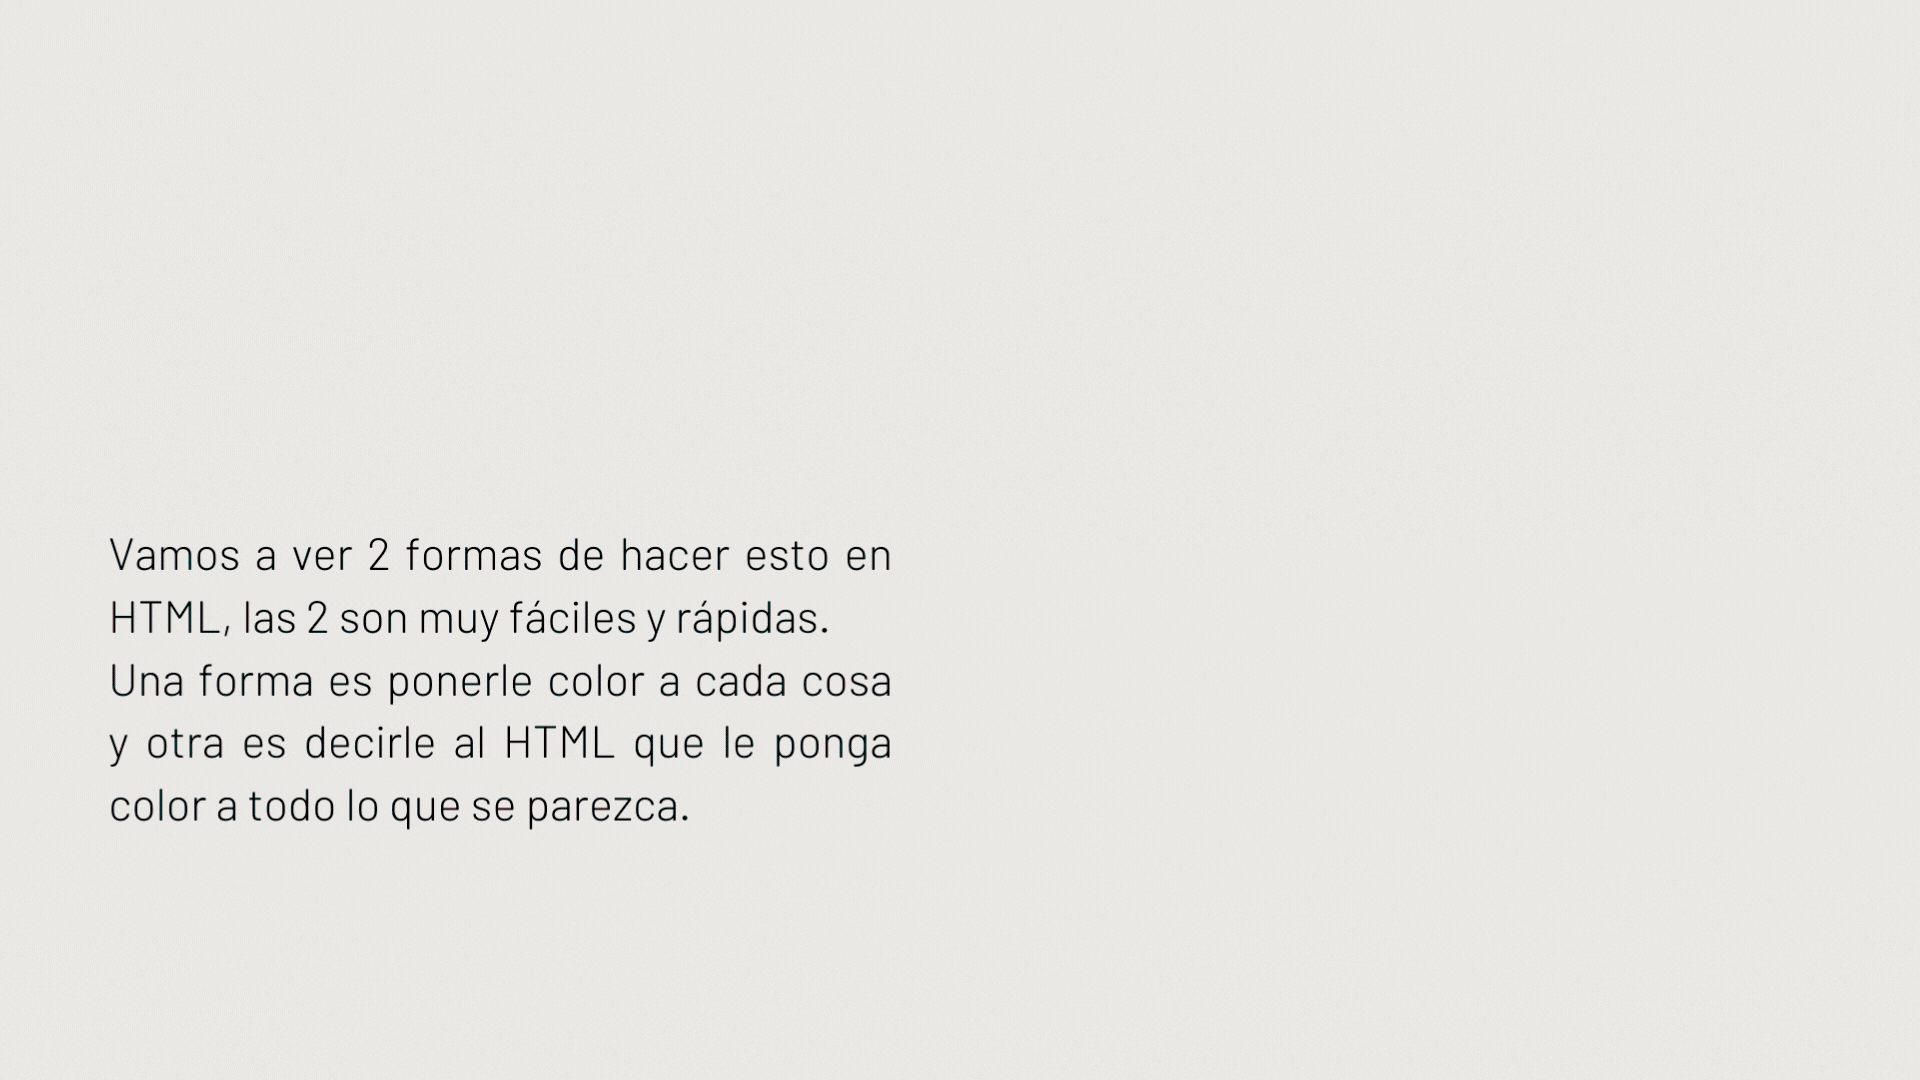 Vamos a ver 2 formas de hacer esto en
HTML, las 2 son muy fáciles y rápidas.
Una forma es ponerle color a cada cosa
y otra es decirle al HTML que le ponga
color a todo lo que se parezca.